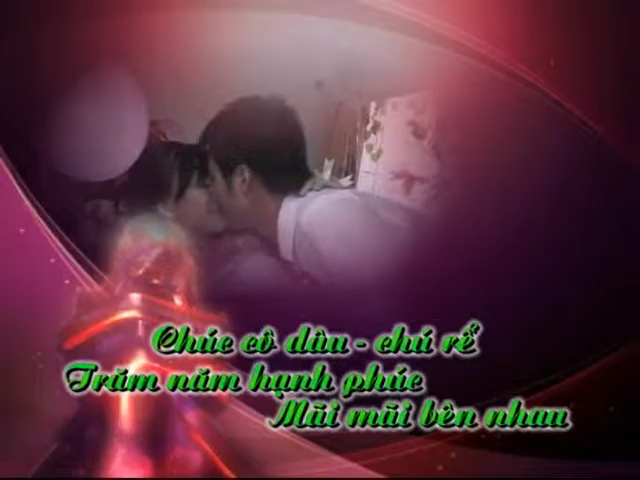 Chúc cô dâu - chú rể
Trăm năm hạnh phúc
Mãi mãi bên nhau